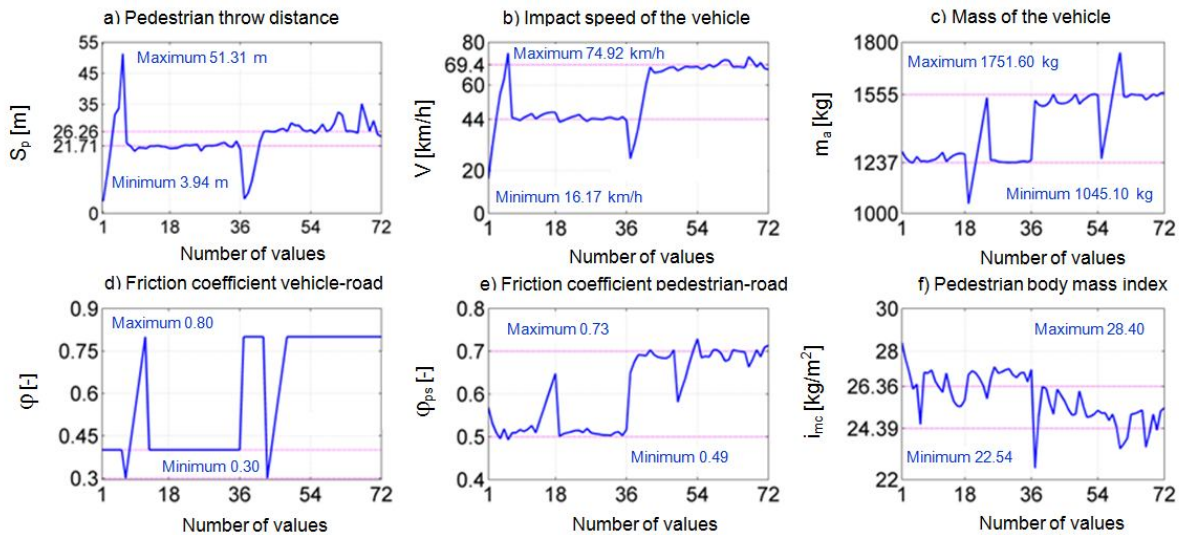 a) Pedestrian throw distance
55
Maximum 51.31 m
45
35
26.26
21.71
Sp [m]
Minimum 3.94 m
0
1 18 36 54 72
Number of values
b) Impact speed of the vehicle
80
Maximum 74.92 km/h
69.4
60
44
V [km/h]
20
Minimum 16.17 km/h
0
1 18 36 54 72
Number of values
c) Mass of the vehicle
1800
Maximum 1751.60 kg
1555
ma [kg]
1237
Minimum 1045.10 kg
1000
1 18 36 54 72
Number of values
d) Friction coefficient vehicle-road
0.9
Maximum 0.80
0.75
φ [-]
0.45
Minimum 0.30
0.3
1 18 36 54 72
Number of values
e) Friction coefficient pedestrian-road
0.8
Maximum 0.73
0.7
0.6
φps [-]
0.5
Minimum 0.49
0.4
1 18 36 54 72
Number of values
f) Pedestrian body mass index
30
Maximum 28.40
28
26.36
imc [kg/m²]
24.39
Minimum 22.54
22
1 18 36 54 72
Number of values